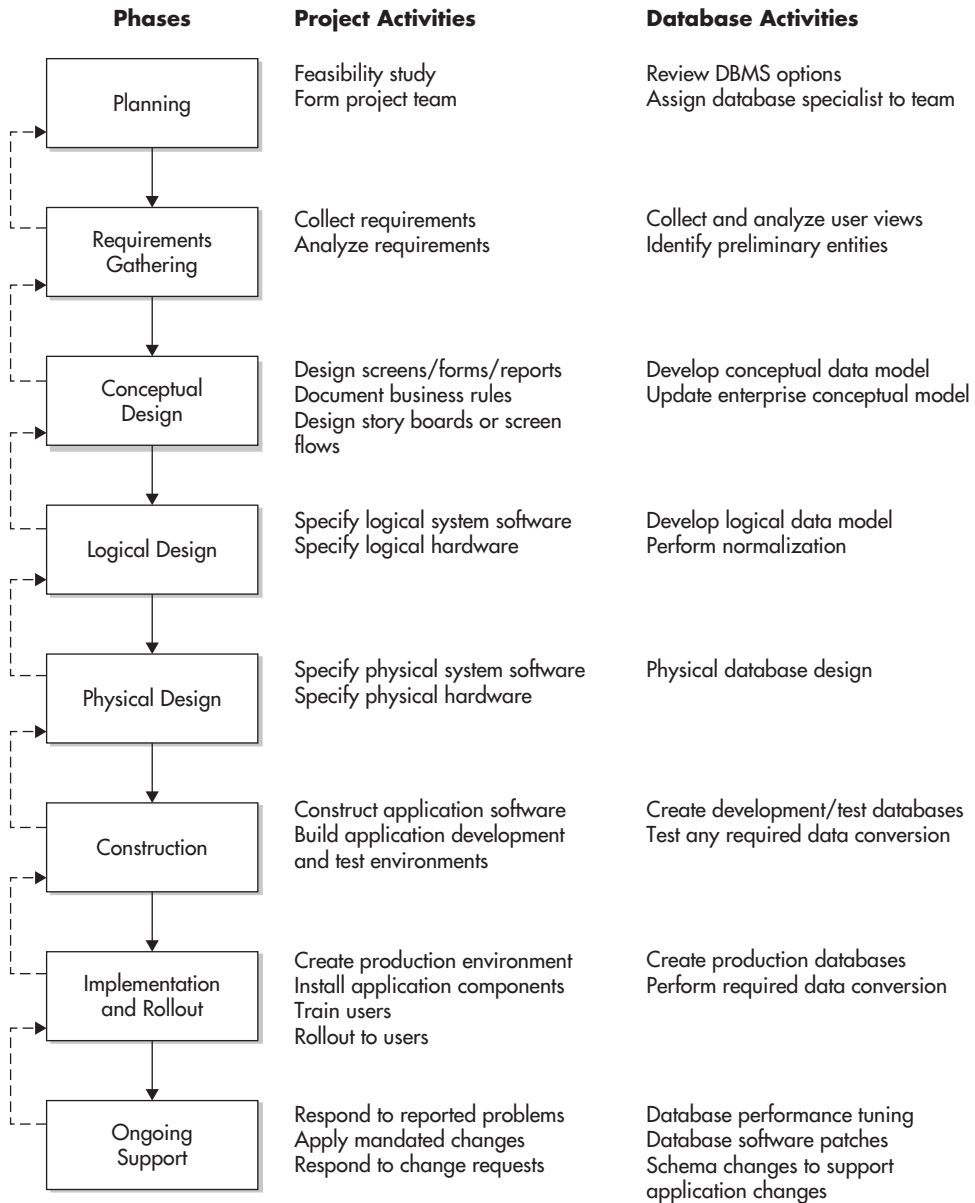 Phases Project Activities Database Activities
Planning
Feasibility study
Form project team
Review DBMS options
Assign database specialist to team
Requirements
Gathering
Collect requirements
Analyze requirements
Collect and analyze user views
Identify preliminary entities
Conceptual
Design
Design screens/forms/reports
Document business rules
Design story boards or screen
flows
Develop conceptual data model
Update enterprise conceptual model
Logical Design
Specify logical system software
Specify logical hardware
Develop logical data model
Perform normalization
Physical Design
Specify physical system software
Specify physical hardware
Physical database design
Construction
Construct application software
Build application development
and test environments
Create development/test databases
Test any required data conversion
Implementation
and Rollout
Create production environment
Install application components
Train users
Rollout to users
Create production databases
Perform required data conversion
Ongoing
Support
Respond to reported problems
Apply mandated changes
Respond to change requests
Database performance tuning
Database software patches
Schema changes to support
application changes